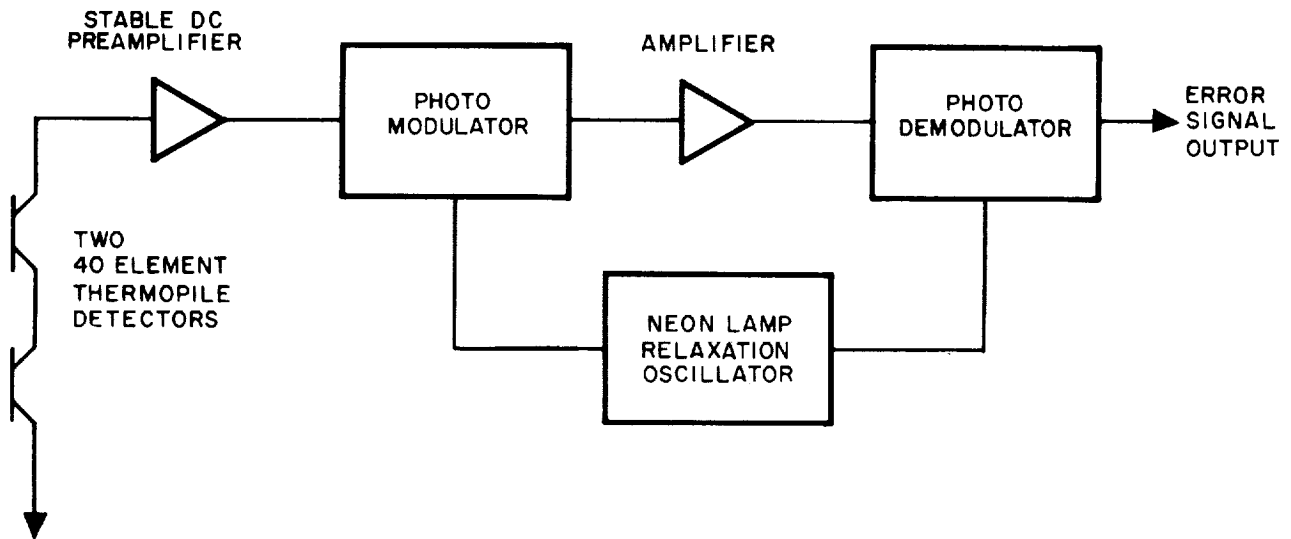 STABLE DC
PREAMPLIFIER
PHOTO
MODULATOR
AMPLIFIER
PHOTO
DEMODULATOR
ERROR
SIGNAL
OUTPUT
TWO
40 ELEMENT
THERMOPILE
DETECTORS
NEON LAMP
RELAXATION
OSCILLATOR